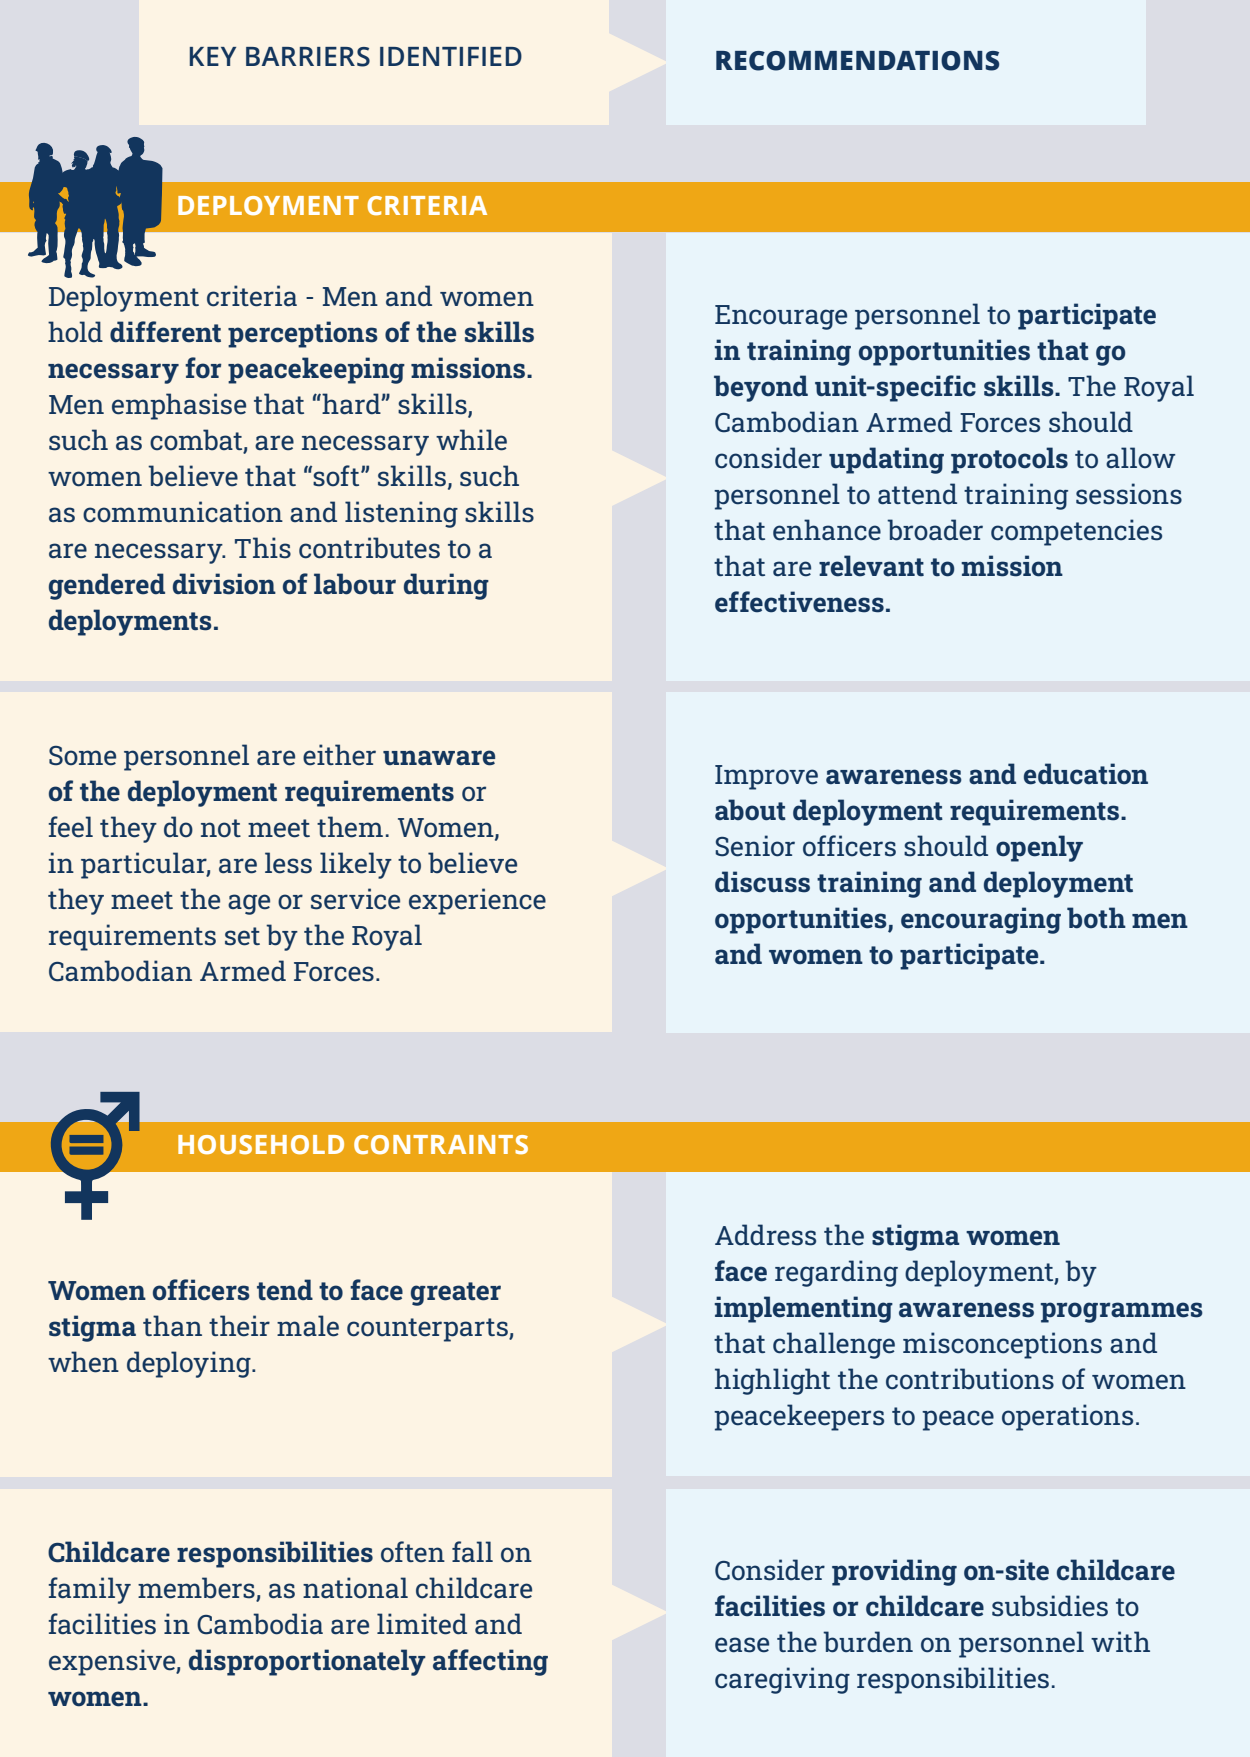 KEY BARRIERS IDENTIFIED
RECOMMENDATIONS
DEPLOYMENT CRITERIA
Deployment criteria - Men and women
hold different perceptions of the skills
necessary for peacekeeping missions.
Men emphasise that “hard” skills,
such as combat, are necessary while
women believe that “soft” skills, such
as communication and listening skills
are necessary. This contributes to a
gendered division of labour during
deployments.
Encourage personnel to participate
in training opportunities that go
beyond unit-specific skills. The Royal
Cambodian Armed Forces should
consider updating protocols to allow
personnel to attend training sessions
that enhance broader competencies
that are relevant to mission
effectiveness.
Some personnel are either unaware
of the deployment requirements or
feel they do not meet them. Women,
in particular, are less likely to believe
they meet the age or service experience
requirements set by the Royal
Cambodian Armed Forces.
Improve awareness and education
about deployment requirements.
Senior officers should openly
discuss training and deployment
opportunities, encouraging both men
and women to participate.
HOUSEHOLD CONTRAINTS
Women officers tend to face greater
stigma than their male counterparts,
when deploying.
Address the stigma women
face regarding deployment, by
implementing awareness programmes
that challenge misconceptions and
highlight the contributions of women
peacekeepers to peace operations.
Childcare responsibilities often fall on
family members, as national childcare
facilities in Cambodia are limited and
expensive, disproportionately affecting
women.
Consider providing on-site childcare
facilities or childcare subsidies to
ease the burden on personnel with
caregiving responsibilities.